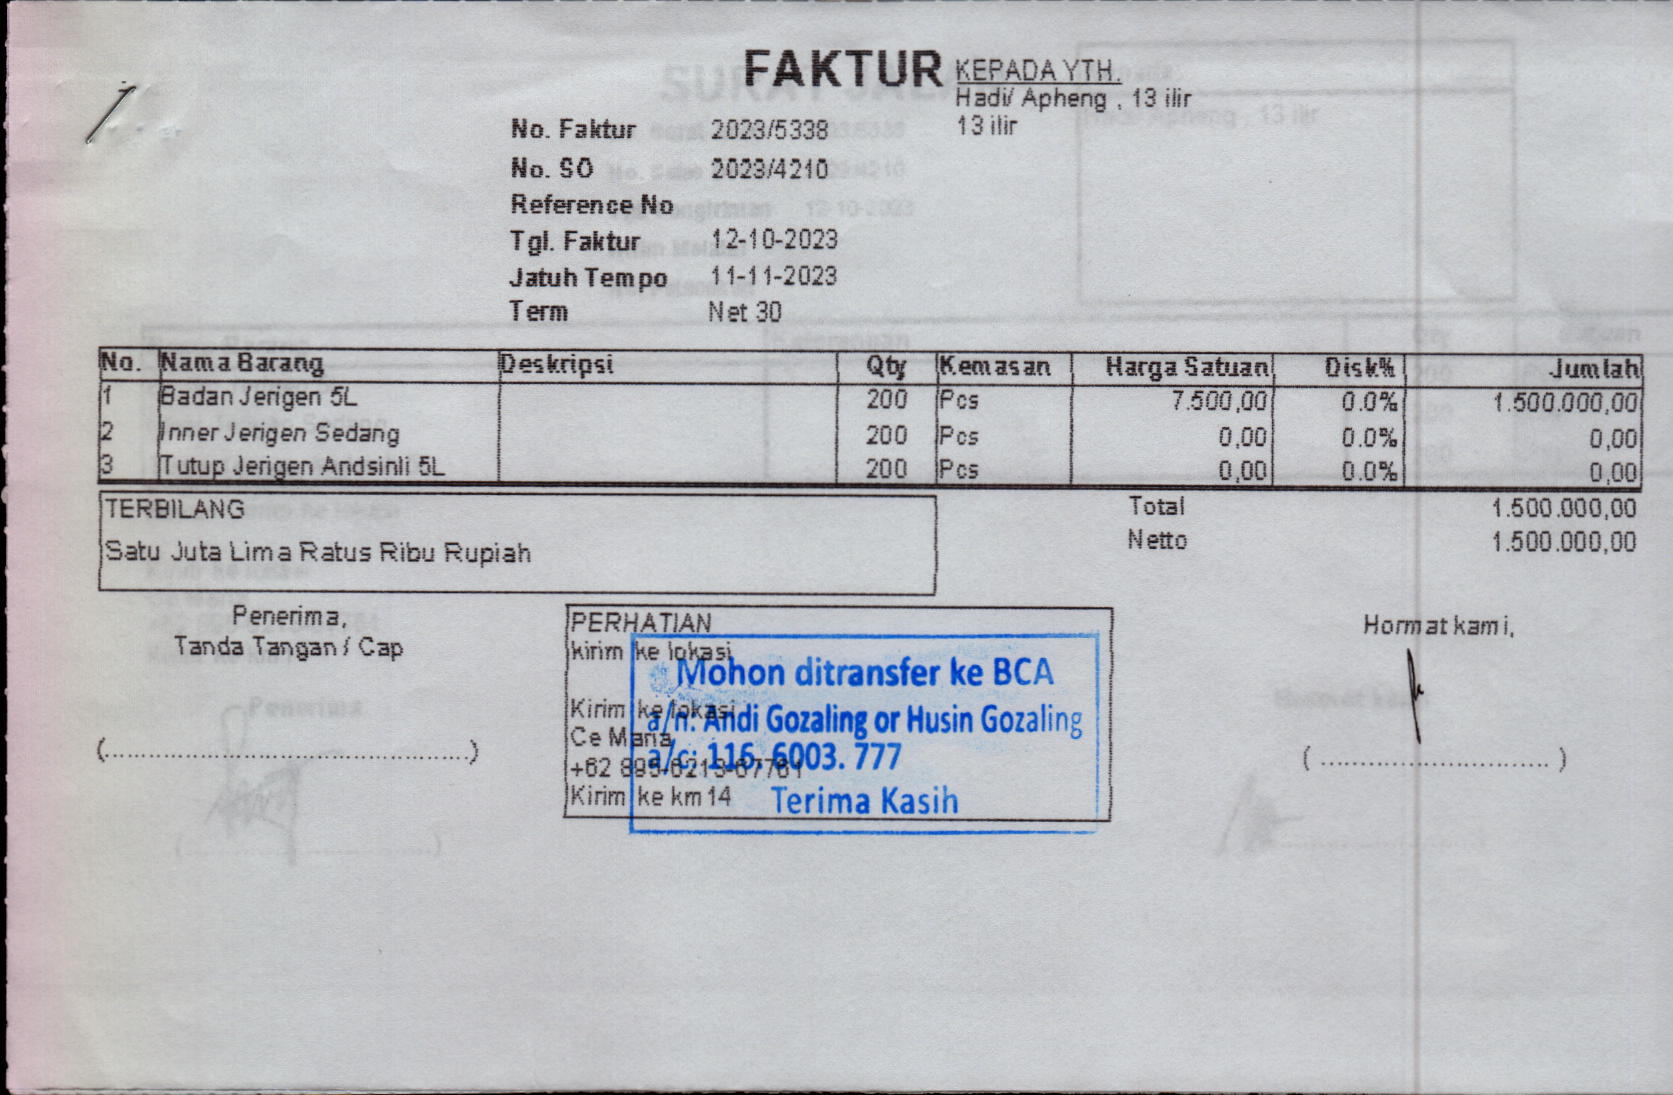 FAKTUR
KEPADA YTH.
Hadi/ Apheng , 13 ilir
13 ilir
No. Faktur 2023/5338
No. SO 2023/4210
Reference No
Tgl. Faktur 12-10-2023
Jatuh Tempo 11-11-2023
Term Net 30
No. Nama Barang Deskripsi Qty Kemasan Harga Satuan Disk% Jumlah
1 Badan Jerigen 5L 200 Pcs 7.500,00 0.0% 1.500.000,00
2 Inner Jerigen Sedang 200 Pcs 0,00 0.0% 0,00
3 Tutup Jerigen Andsinli 5L 200 Pcs 0,00 0.0% 0,00
TERBILANG
Satu Juta Lima Ratus Ribu Rupiah
Total 1.500.000,00
Netto 1.500.000,00
Penerima,
Tanda Tangan / Cap
(..................................................)
PERHATIAN
kirim ke lokasi
Kirim ke lokasi
Ce Maria
+62
Kirim ke km 14
Mohon ditransfer ke BCA
a/n: Andi Gozaling or Husin Gozaling
a/c: 116. 6003. 777
Terima Kasih
Hormat kami,
( ............................... )